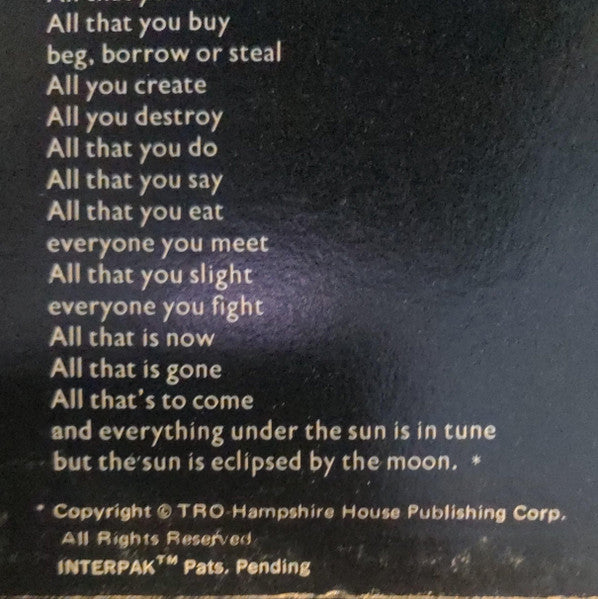 All that you buy
beg, borrow or steal
All you create
All you destroy
All that you do
All that you say
All that you eat
everyone you meet
All that you slight
everyone you fight
All that is now
All that is gone
All that's to come
and everything under the sun is in tune
but the sun is eclipsed by the moon. *
* Copyright © TRO-Hampshire House Publishing Corp.
All Rights Reserved.
INTERPAK™ Pats. Pending